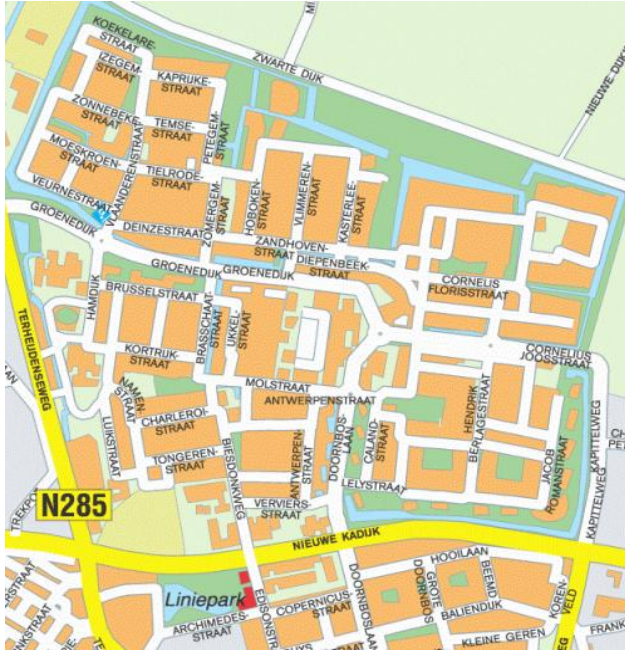 KOEKELARE-
STRAAT
IZEGEM-
STRAAT
KAPRIJKE-
STRAAT
ZWARTE DIJK
NIEUWE DIJK
ZONNEBEKE-
STRAAT
TEMSE-
STRAAT
PETEGEM-
STRAAT
MOESKROEN-
STRAAT
VLAANDERENSTRAAT
TIELRODE-
STRAAT
VEURNESTRAAT
GROENEDIJK
DEINZESTRAAT
ZOMERGEM-
STRAAT
HOBOKEN-
STRAAT
VLIMMEREN-
STRAAT
KASTERLEE-
STRAAT
ZANDHOVEN-
STRAAT
DIEPENBEEK-
STRAAT
GROENEDIJK
GROENEDIJK
CORNELIS
FLORISSTRAAT
HAMDIJK
BRUSSELSTRAAT
BRASSCHAAT-
STRAAT
UKKEL-
STRAAT
TERHEIJDENSEWEG
KORTRIJK-
STRAAT
CORNELIUS
JOOSSTRAAT
NAMEN-
STRAAT
MOLSTRAAT
ANTWERPENSTRAAT
LUIKSTRAAT
CHARLEROI-
STRAAT
BIESDONKWEG
ANTWERPEN-
STRAAT
DOORNBOS-
LAAN
CALAND-
STRAAT
HENDRIK
BERLAGESTRAAT
JACOB
ROMANSTRAAT
KAPITTELWEG
KAPITTELWEG
TONGEREN-
STRAAT
LELYSTRAAT
VERVIERS-
STRAAT
N285
NIEUWE KADIJK
Liniepark
EDISONSTR
ARCHIMEDES-
STRAAT
COPERNICUS-
STRAAT
DOORNBOSLAAN
GROTE
DOORNBOS
HOOILAAN
BEEMD
BALIENDIJK
KOREN-
VELD
KLEINE GEREN
FRANK